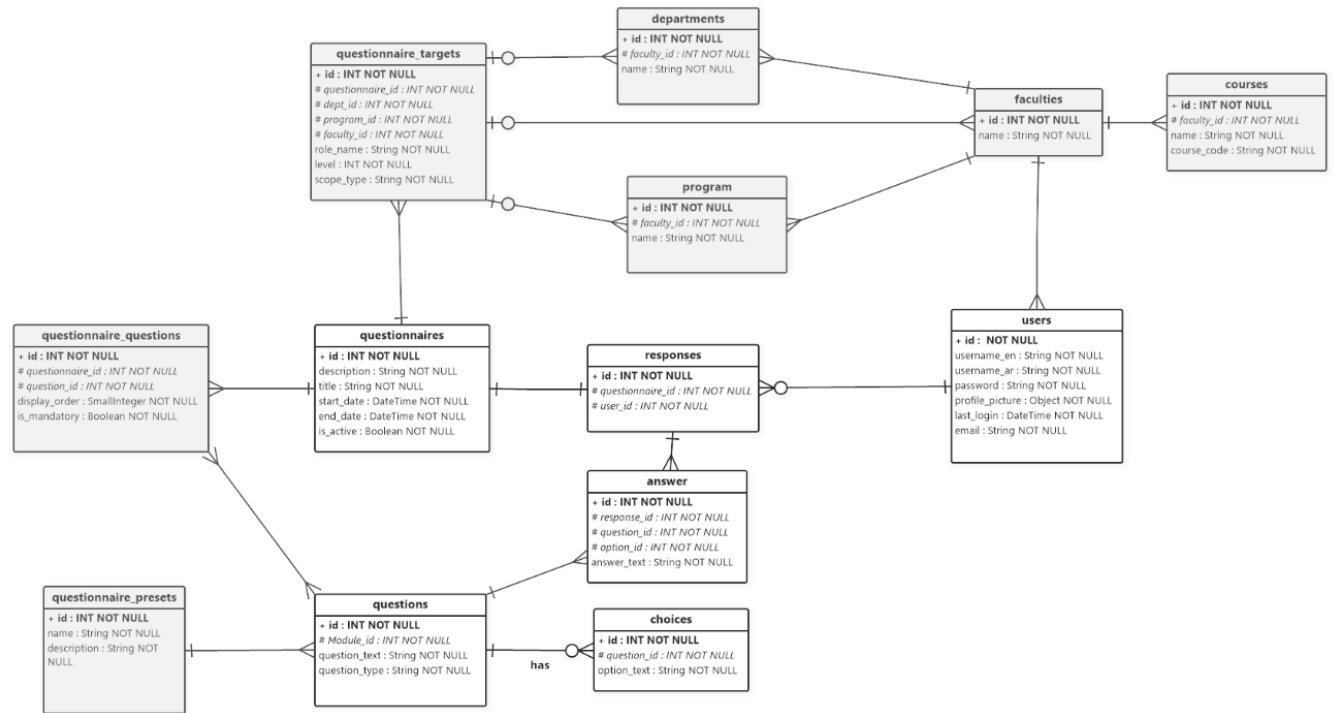 departments
+ id : INT NOT NULL
# faculty_id : INT NOT NULL
name : String NOT NULL
questionnaire_targets
+ id : INT NOT NULL
# questionnaire_id : INT NOT NULL
# dept_id : INT NOT NULL
# program_id : INT NOT NULL
# faculty_id : INT NOT NULL
role_name : String NOT NULL
level : INT NOT NULL
scope_type : String NOT NULL
faculties
+ id : INT NOT NULL
name : String NOT NULL
courses
+ id : INT NOT NULL
# faculty_id : INT NOT NULL
name : String NOT NULL
course_code : String NOT NULL
program
+ id : INT NOT NULL
# faculty_id : INT NOT NULL
name : String NOT NULL
questionnaire_questions
+ id : INT NOT NULL
# questionnaire_id : INT NOT NULL
# question_id : INT NOT NULL
display_order : SmallInteger NOT NULL
is_mandatory : Boolean NOT NULL
questionnaires
+ id : INT NOT NULL
description : String NOT NULL
title : String NOT NULL
start_date : DateTime NOT NULL
end_date : DateTime NOT NULL
is_active : Boolean NOT NULL
responses
+ id : INT NOT NULL
# questionnaire_id : INT NOT NULL
# user_id : INT NOT NULL
users
+ id :  NOT NULL
username_en : String NOT NULL
username_ar : String NOT NULL
password : String NOT NULL
profile_picture : Object NOT NULL
last_login : DateTime NOT NULL
email : String NOT NULL
answer
+ id : INT NOT NULL
# response_id : INT NOT NULL
# question_id : INT NOT NULL
# option_id : INT NOT NULL
answer_text : String NOT NULL
questionnaire_presets
+ id : INT NOT NULL
name : String NOT NULL
description : String NOT
NULL
questions
+ id : INT NOT NULL
# Module_id : INT NOT NULL
question_text : String NOT NULL
question_type : String NOT NULL
has
choices
+ id : INT NOT NULL
# question_id : INT NOT NULL
option_text : String NOT NULL